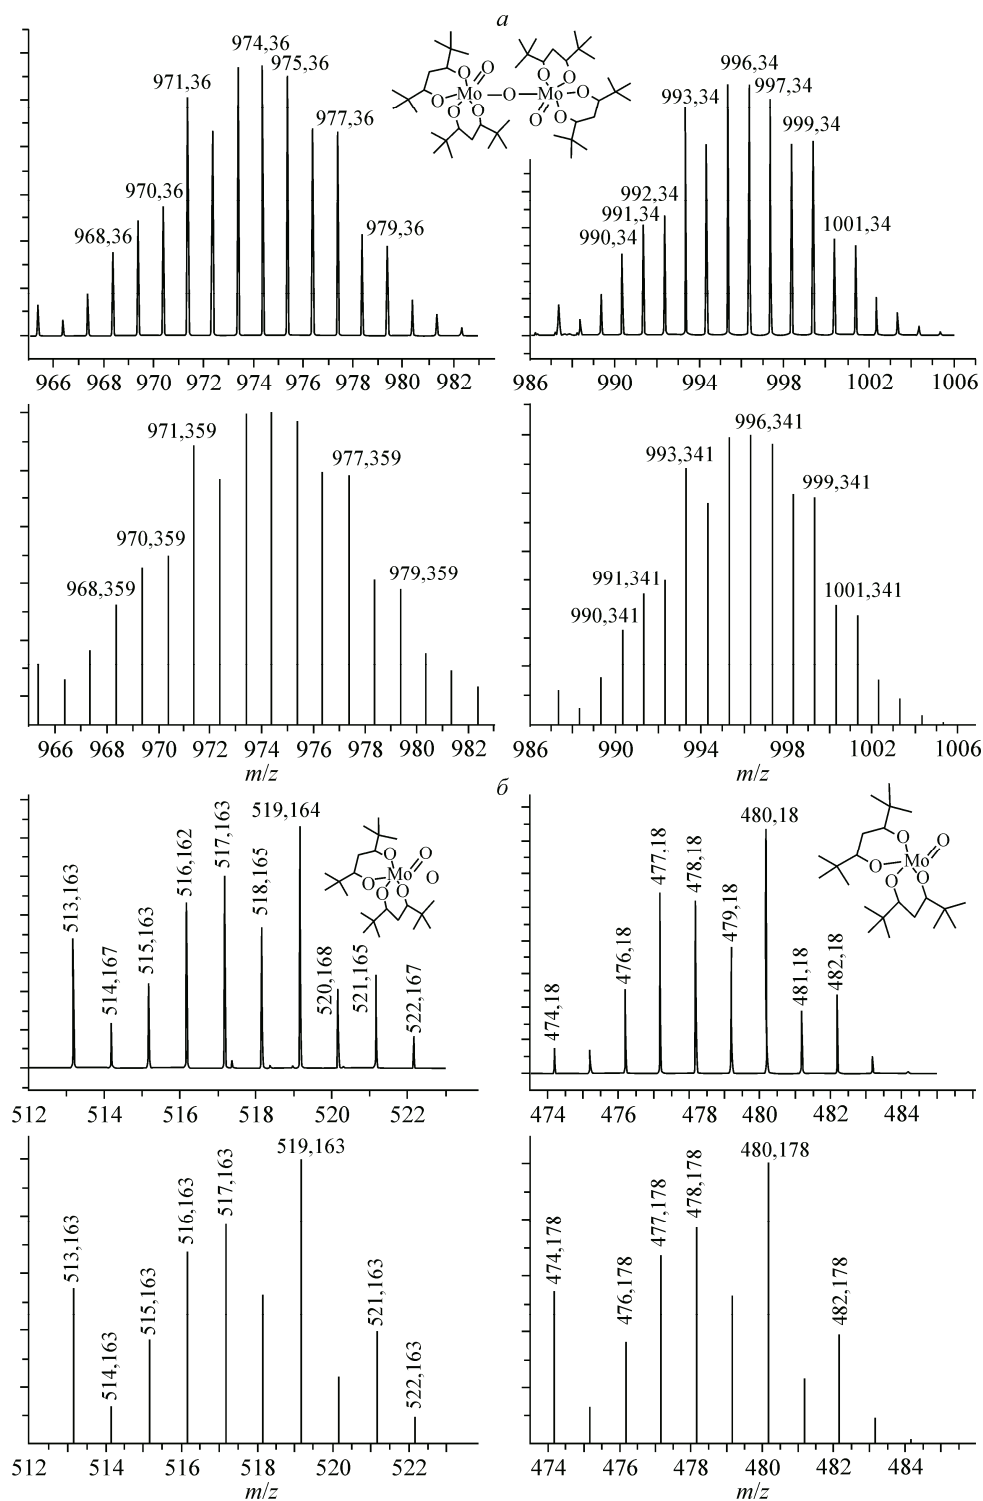 а
974,36
975,36
971,36
977,36
970,36
968,36
979,36
966 968 970 972 974 976 978 980 982
O
O
O
Mo
O
O
O
Mo
O
O
O
O
996,34
997,34
993,34
999,34
992,34
991,34
990,34
1001,34
986 990 994 998 1002 1006
971,359
977,359
970,359
979,359
968,359
966 968 970 972 974 976 978 980 982
m/z
996,341
993,341
999,341
991,341
1001,341
990,341
986 990 994 998 1002 1006
m/z
б
513,163
514,167
515,163
516,162
517,163
518,165
519,164
520,168
521,165
522,167
O
O
Mo
O
O
O
O
512 514 516 518 520 522
474,18
476,18
477,18
478,18
479,18
480,18
481,18
482,18
O
O
Mo
O
O
O
474 476 478 480 482 484
513,163
514,163
515,163
516,163
517,163
519,163
521,163
522,163
512 514 516 518 520 522
m/z
474,178
476,178
477,178
478,178
480,178
482,178
474 476 478 480 482 484
m/z